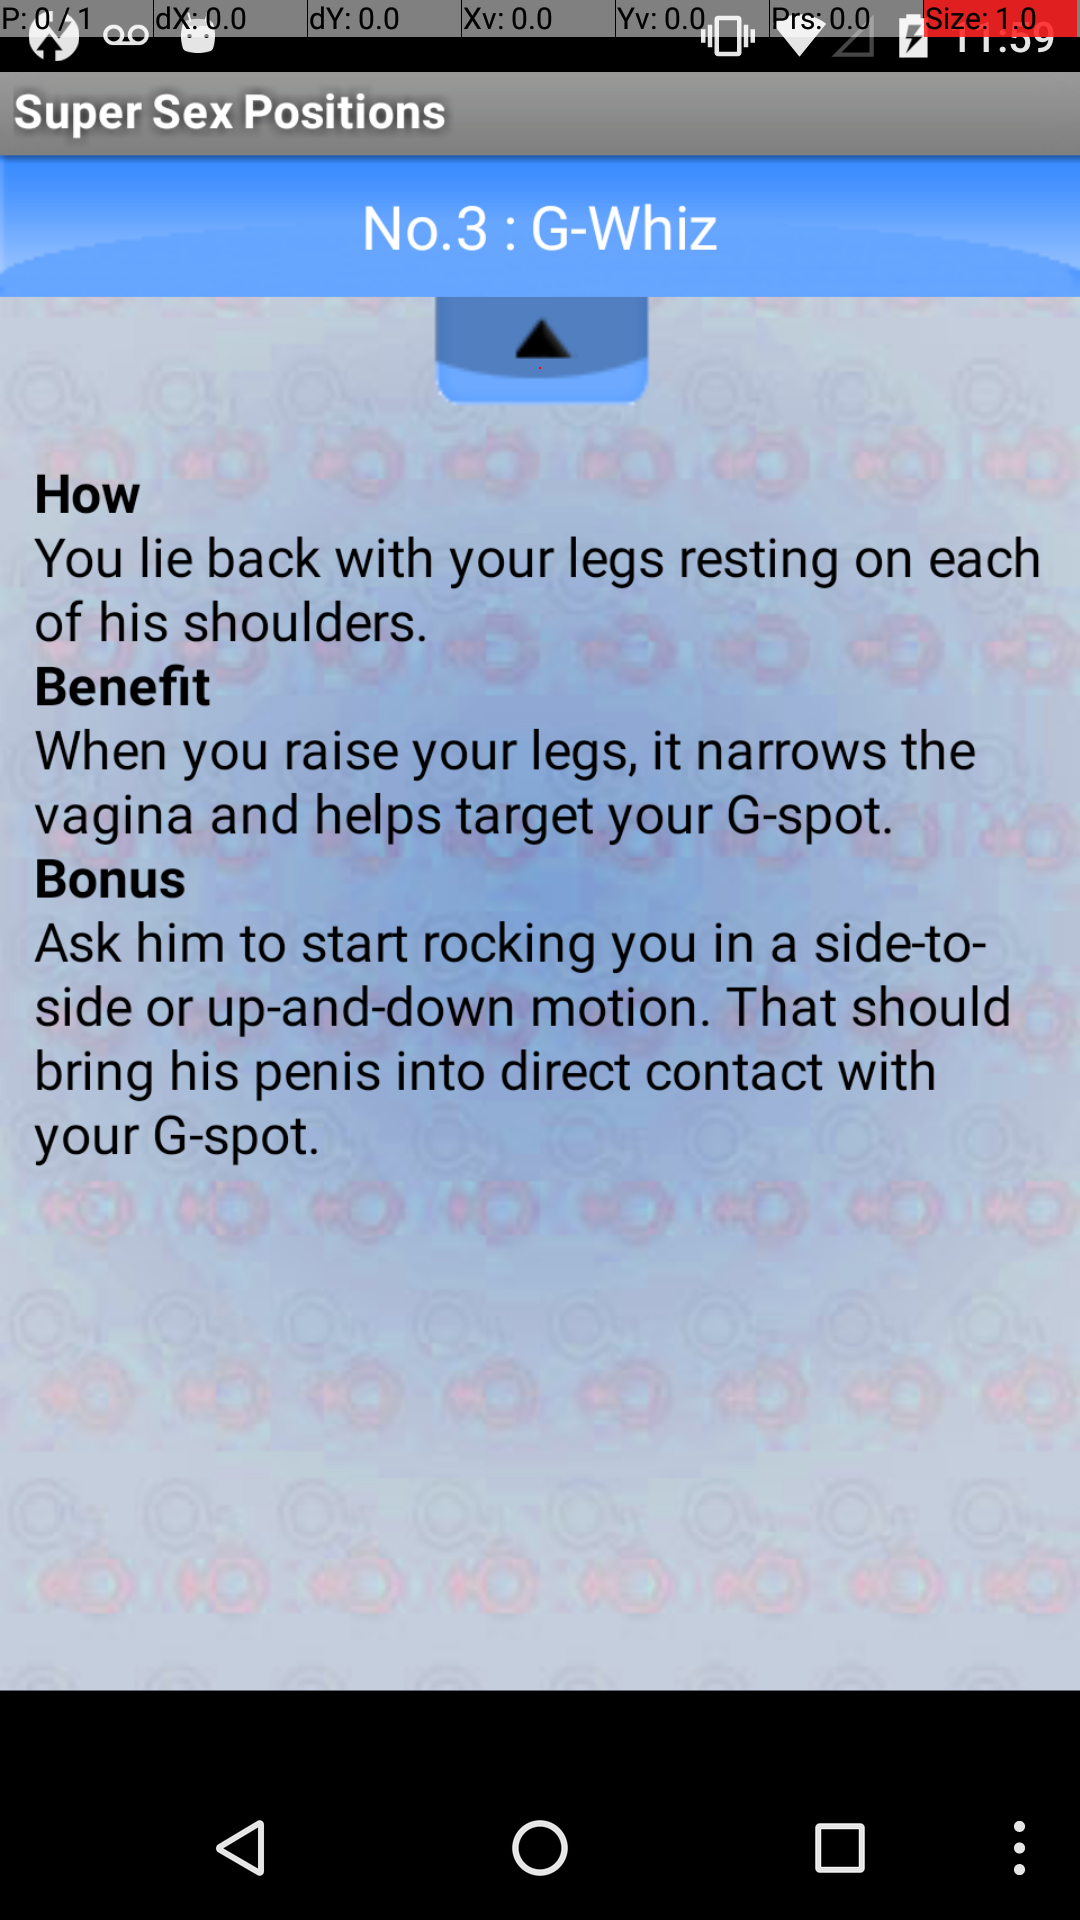 P: 0 / 1 dX: 0.0 dY: 0.0 Xv: 0.0 Yv: 0.0 Prs: 0.0 Size: 1.0
11:59
Super Sex Positions
No.3 : G-Whiz
How
You lie back with your legs resting on each
of his shoulders.
Benefit
When you raise your legs, it narrows the
vagina and helps target your G-spot.
Bonus
Ask him to start rocking you in a side-to-
side or up-and-down motion. That should
bring his penis into direct contact with
your G-spot.